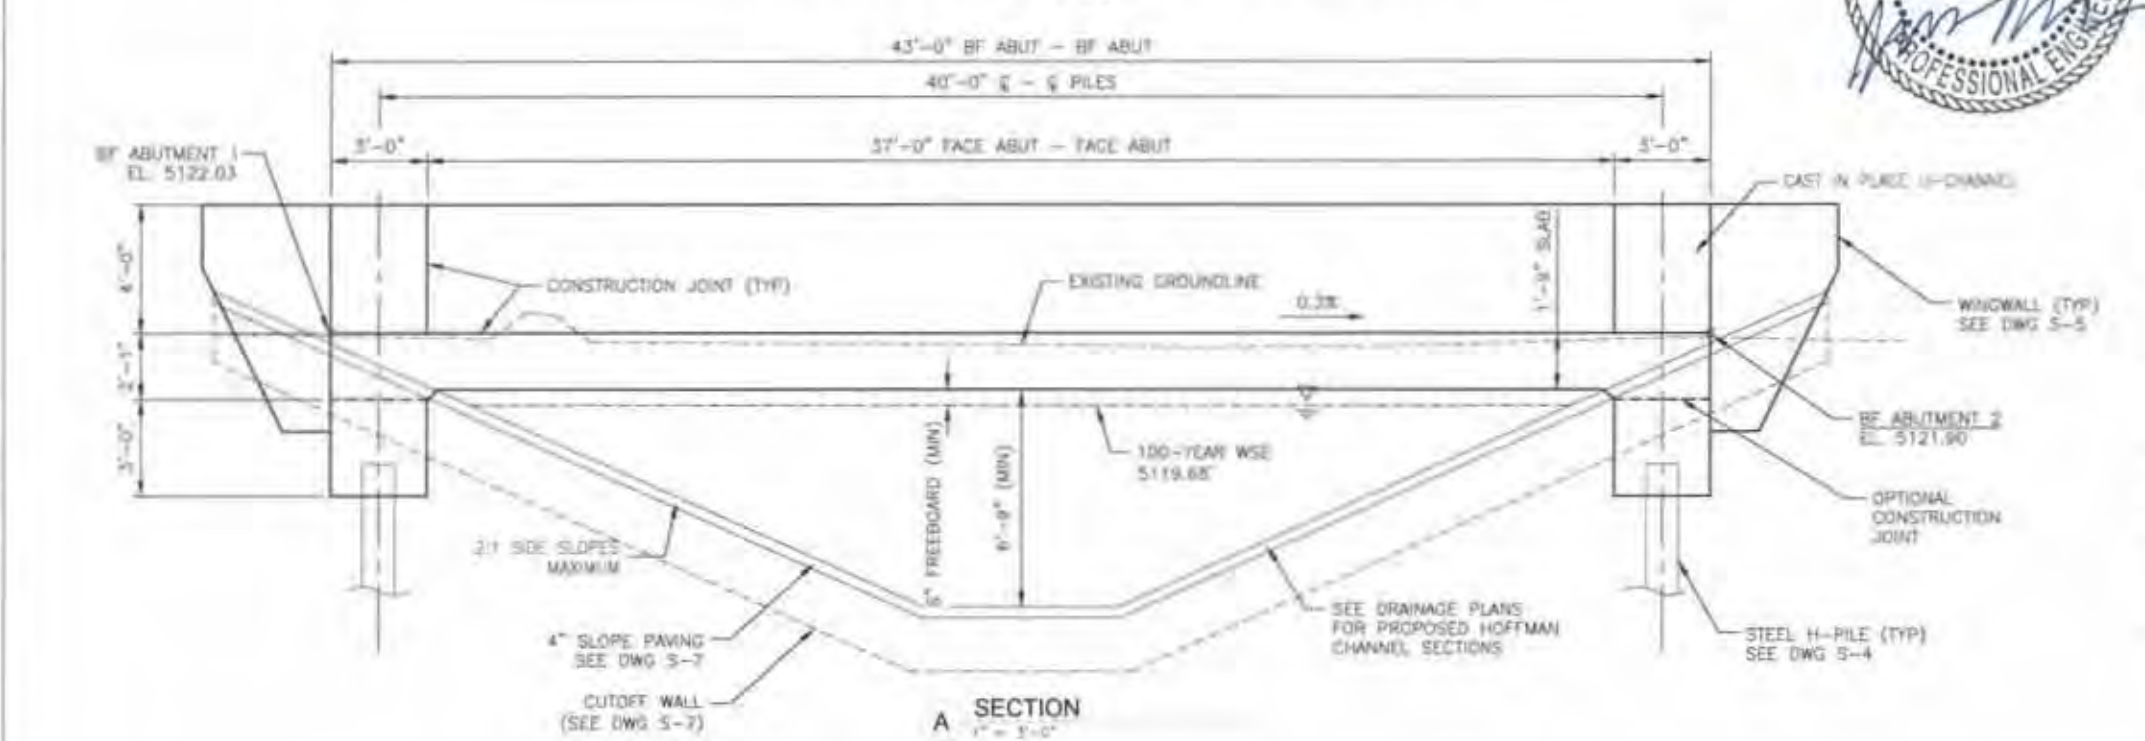 PROFESSIONAL ENGINE
43'-0" BF ABUT - BF ABUT
40'-0" ℄ - ℄ PILES
3'-0"
37'-0" FACE ABUT - FACE ABUT
3'-0"
BF ABUTMENT 1
EL. 5122.03
CAST IN PLACE U-CHANNEL
4'-0"
CONSTRUCTION JOINT (TYP)
EXISTING GROUNDLINE
0.3%
1'-9" SLAB
WINGWALL (TYP)
SEE DWG S-5
2'-1"
3'-0"
6" FREEBOARD (MIN)
6'-9" (MIN)
100-YEAR WSE
5119.68'
BF ABUTMENT 2
EL. 5121.90
OPTIONAL
CONSTRUCTION
JOINT
2:1 SIDE SLOPES
MAXIMUM
4" SLOPE PAVING
SEE DWG S-7
SEE DRAINAGE PLANS
FOR PROPOSED HOFFMAN
CHANNEL SECTIONS
STEEL H-PILE (TYP)
SEE DWG S-4
CUTOFF WALL
(SEE DWG S-7)
A SECTION
1" = 3'-0"